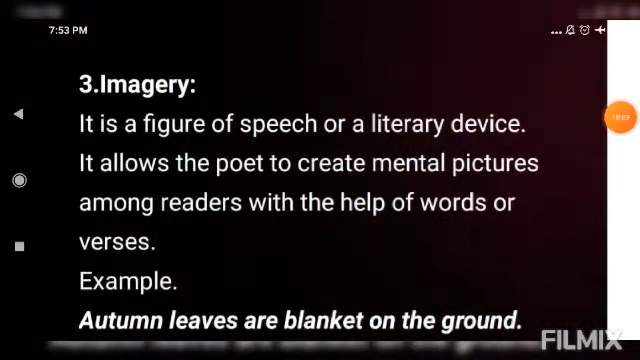 7:53 PM
3.Imagery:
It is a figure of speech or a literary device.
It allows the poet to create mental pictures
among readers with the help of words or
verses.
Example.
Autumn leaves are blanket on the ground.
FILMIX